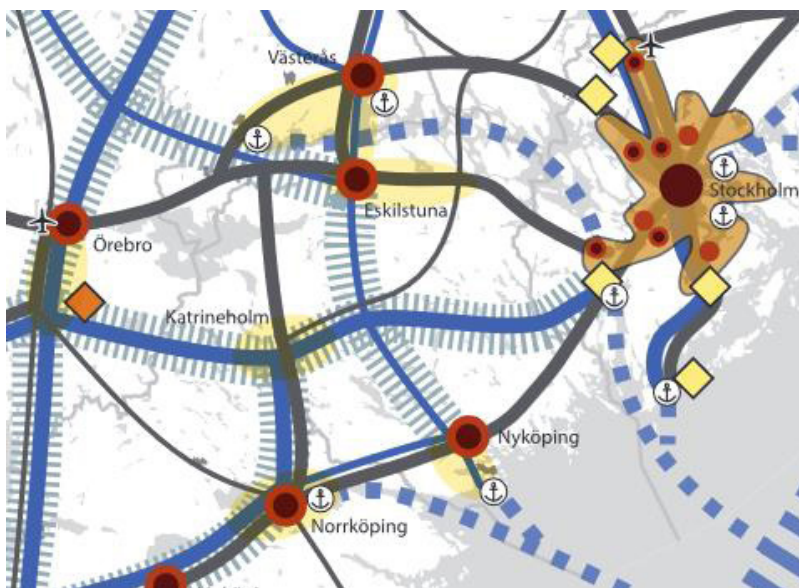 Västerås
Stockholm
Eskilstuna
Örebro
Katrineholm
Nyköping
Norrköping